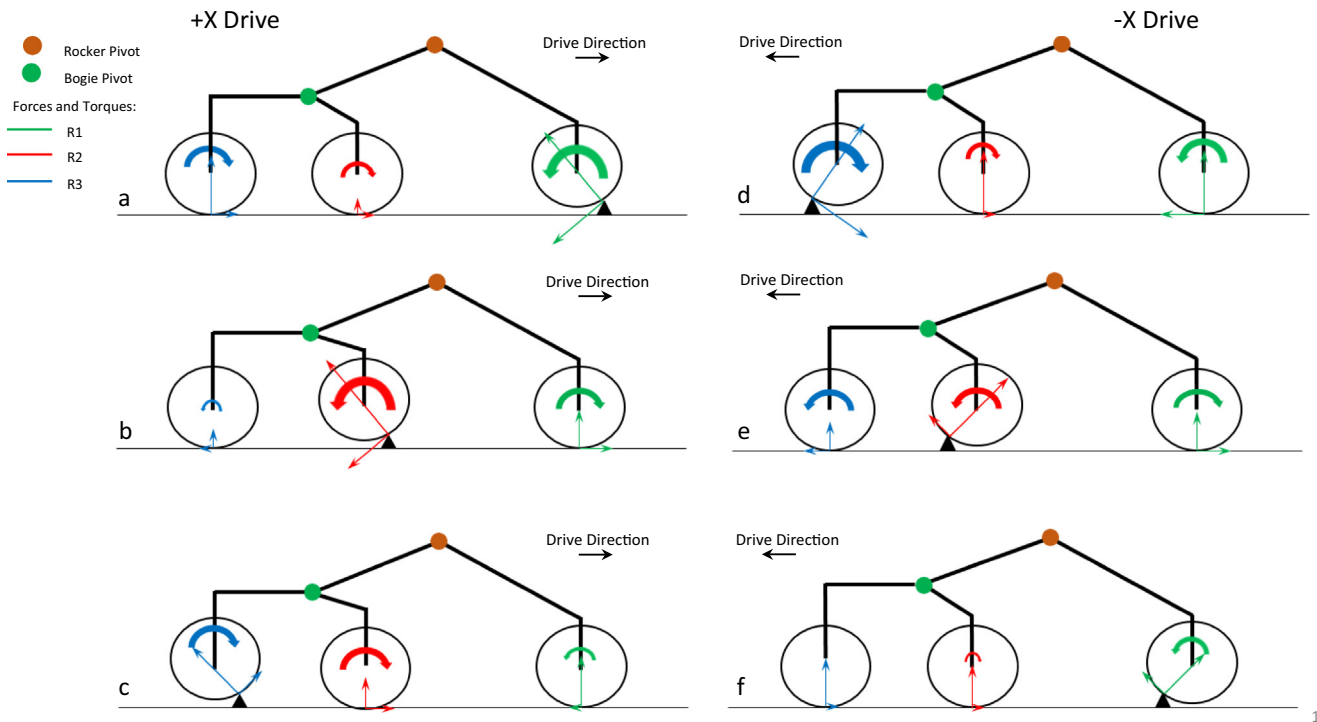 +X Drive
-X Drive
Rocker Pivot
Bogie Pivot
Forces and Torques:
R1
R2
R3
Drive Direction
a
Drive Direction
d
Drive Direction
b
Drive Direction
e
Drive Direction
c
Drive Direction
f
1